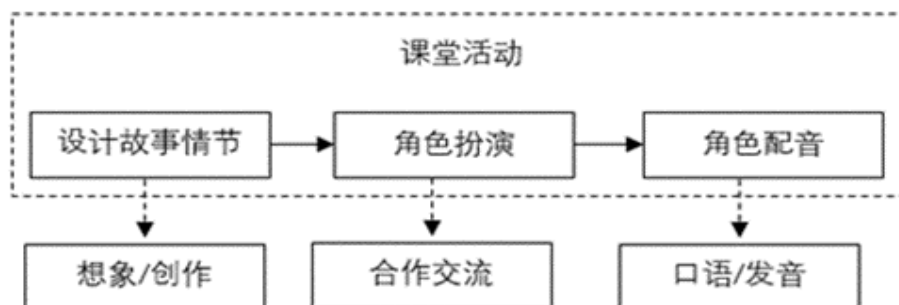 课堂活动
设计故事情节
角色扮演
角色配音
想象/创作
合作交流
口语/发音